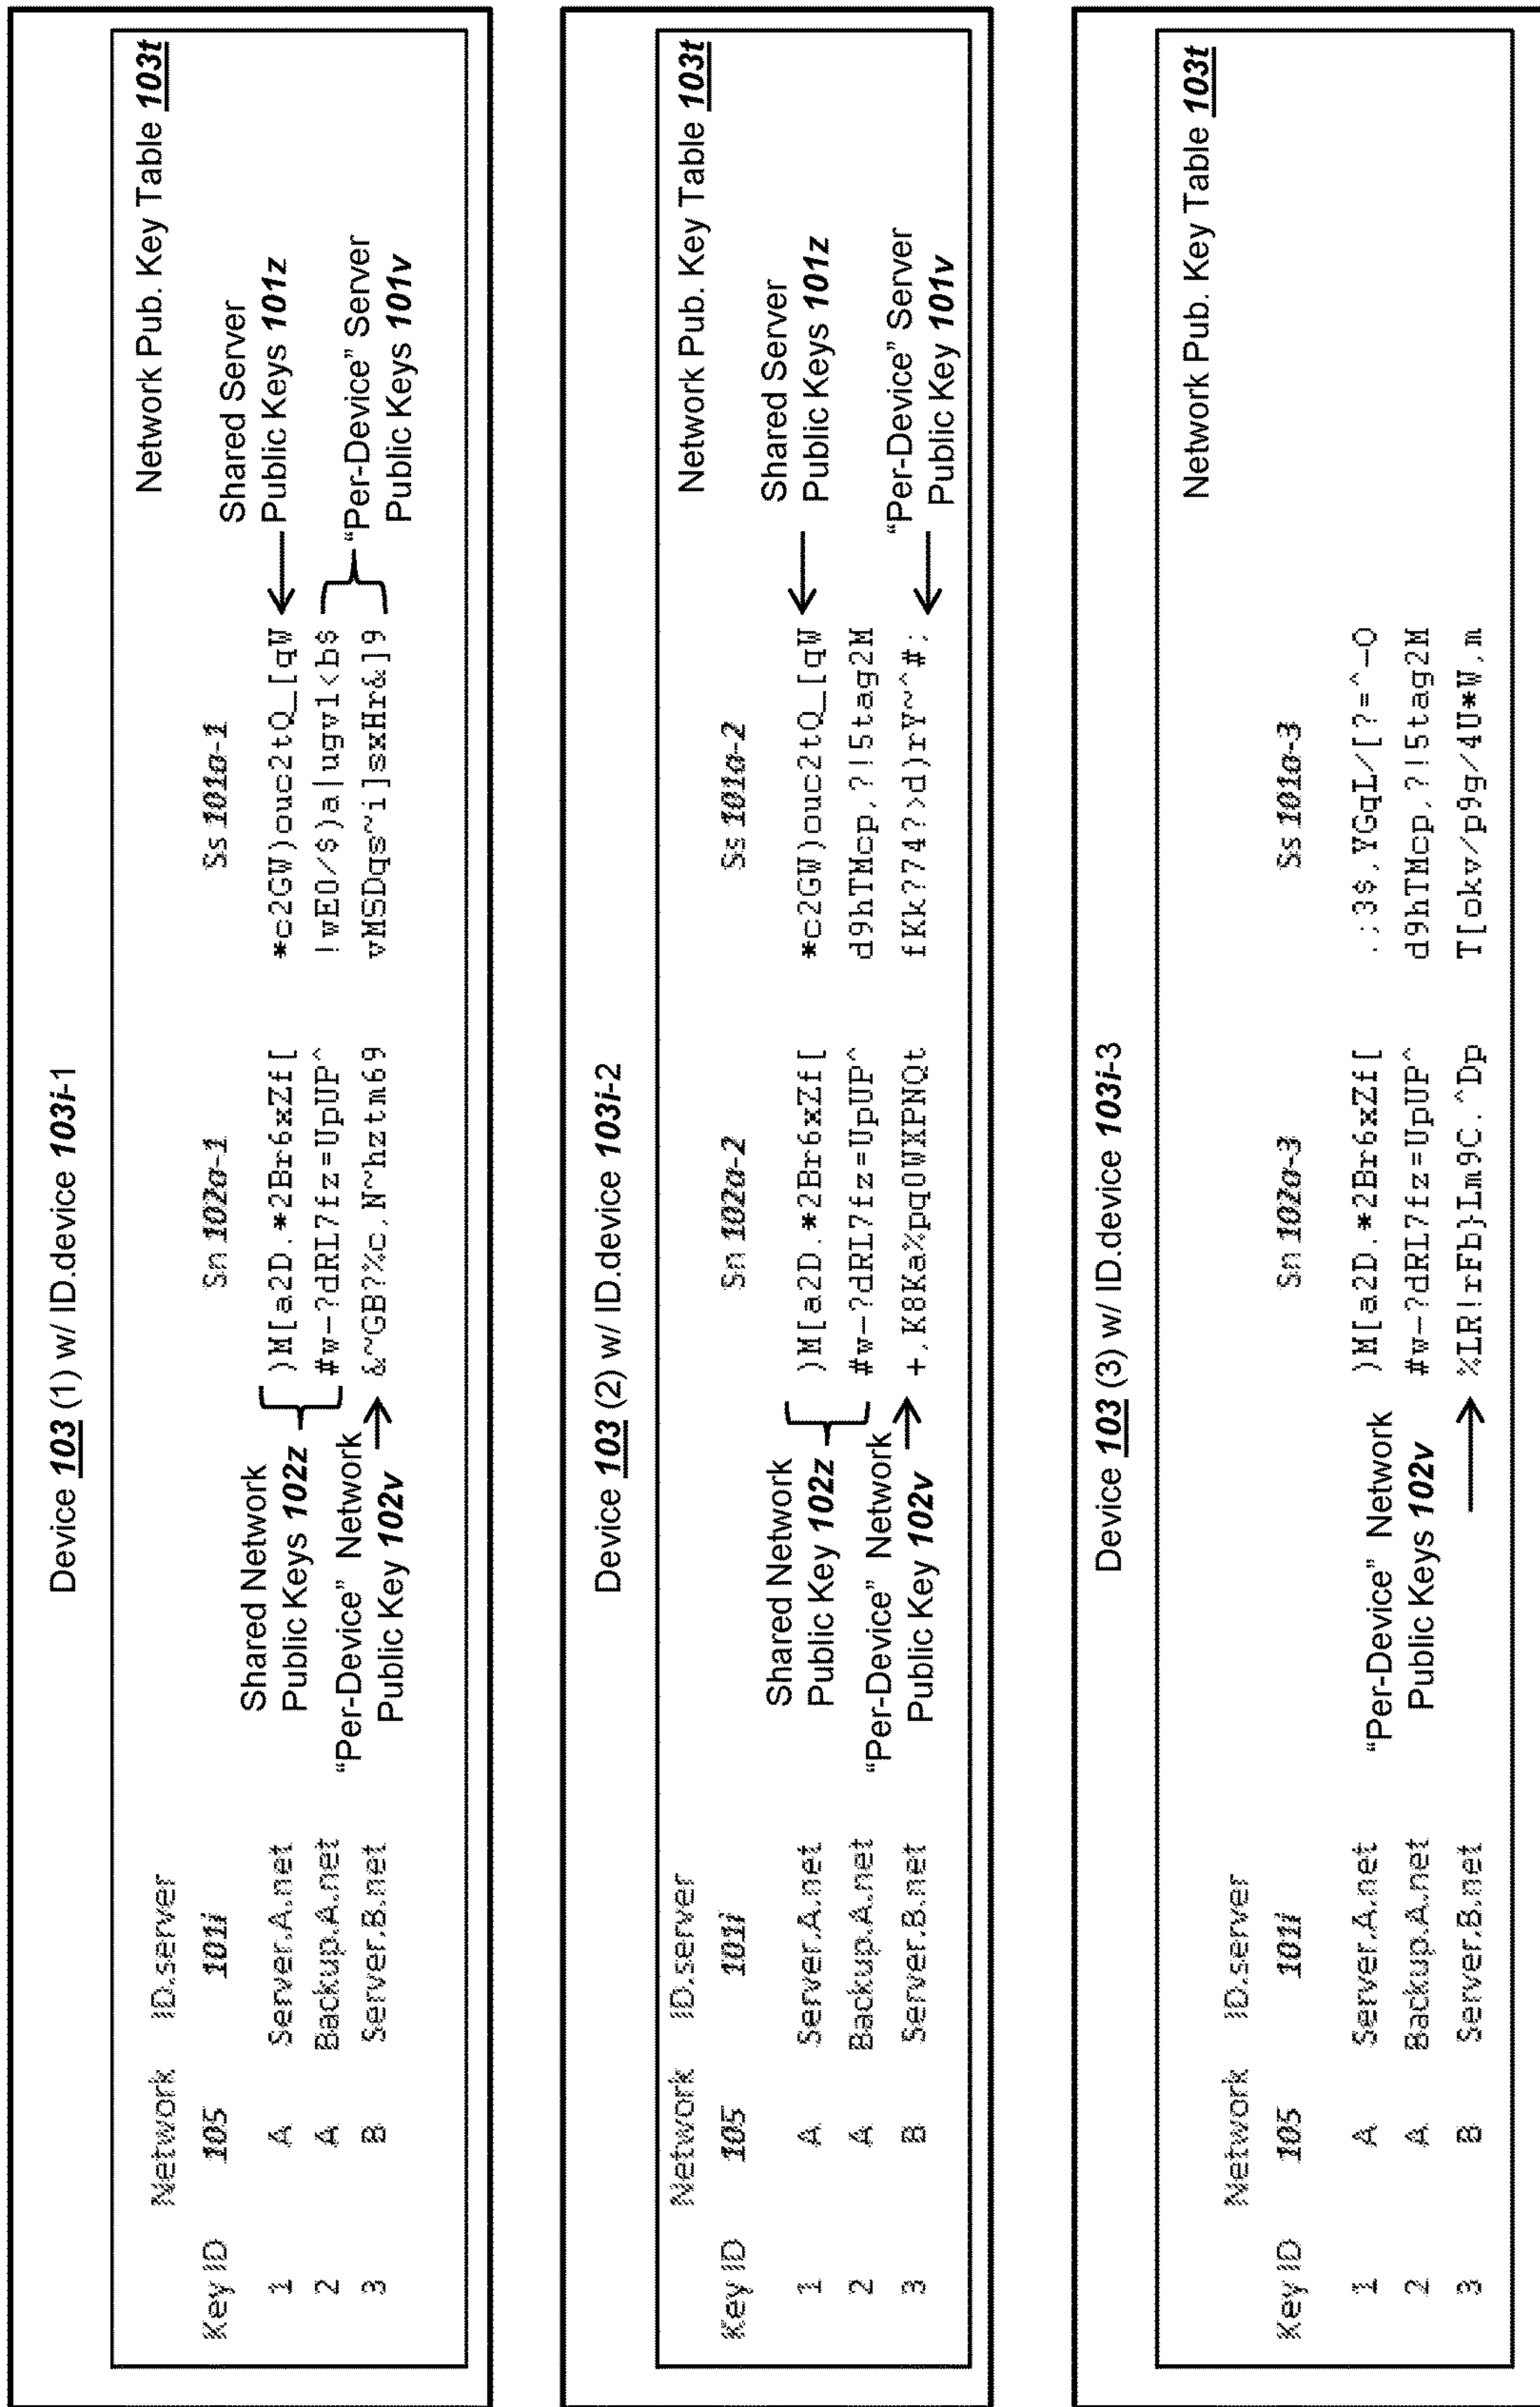 Device 103 (1) w/ ID.device 103i-1
Network Pub. Key Table 103t
Network ID.server
Key ID 105 101i Sn 102a-1 Ss 101a-1
Shared Server
Public Keys 101z
Shared Network
Public Keys 102z
1 A Server.A.net )M[a2D.*2Br6xZf[ *c2GW)ouc2tQ_[qW
2 A Backup.A.net #w-?dRL7fz=UpUP^ !wE0/$)a|ugvl<b$
"Per-Device" Server
Public Keys 101v
"Per-Device" Network
Public Key 102v
3 B Server.B.net &~GB?%c.N~hztm69 vMSDqs~i]sxHr&]9
Device 103 (2) w/ ID.device 103i-2
Network Pub. Key Table 103t
Network ID.server
Key ID 105 101i Sn 102a-2 Ss 101a-2
Shared Server
Public Keys 101z
Shared Network
Public Key 102z
1 A Server.A.net )M[a2D.*2Br6xZf[ *c2GW)ouc2tQ_[qW
2 A Backup.A.net #w-?dRL7fz=UpUP^ d9hTMcp.?!5tag2M
"Per-Device" Server
Public Key 101v
"Per-Device" Network
Public Key 102v
3 B Server.B.net +.K8Ka%pq0WXPNQt fKk?74?>d)rY~^#;
Device 103 (3) w/ ID.device 103i-3
Network Pub. Key Table 103t
Network ID.server
Key ID 105 101i Sn 102a-3 Ss 101a-3
1 A Server.A.net )M[a2D.*2Br6xZf[ .;3$.YGqL/[?=^-O
2 A Backup.A.net #w-?dRL7fz=UpUP^ d9hTMcp.?!5tag2M
"Per-Device" Network
Public Keys 102v
3 B Server.B.net %LR!rFb}Lm9C.^Dp T[okv/p9g/4U*W.m